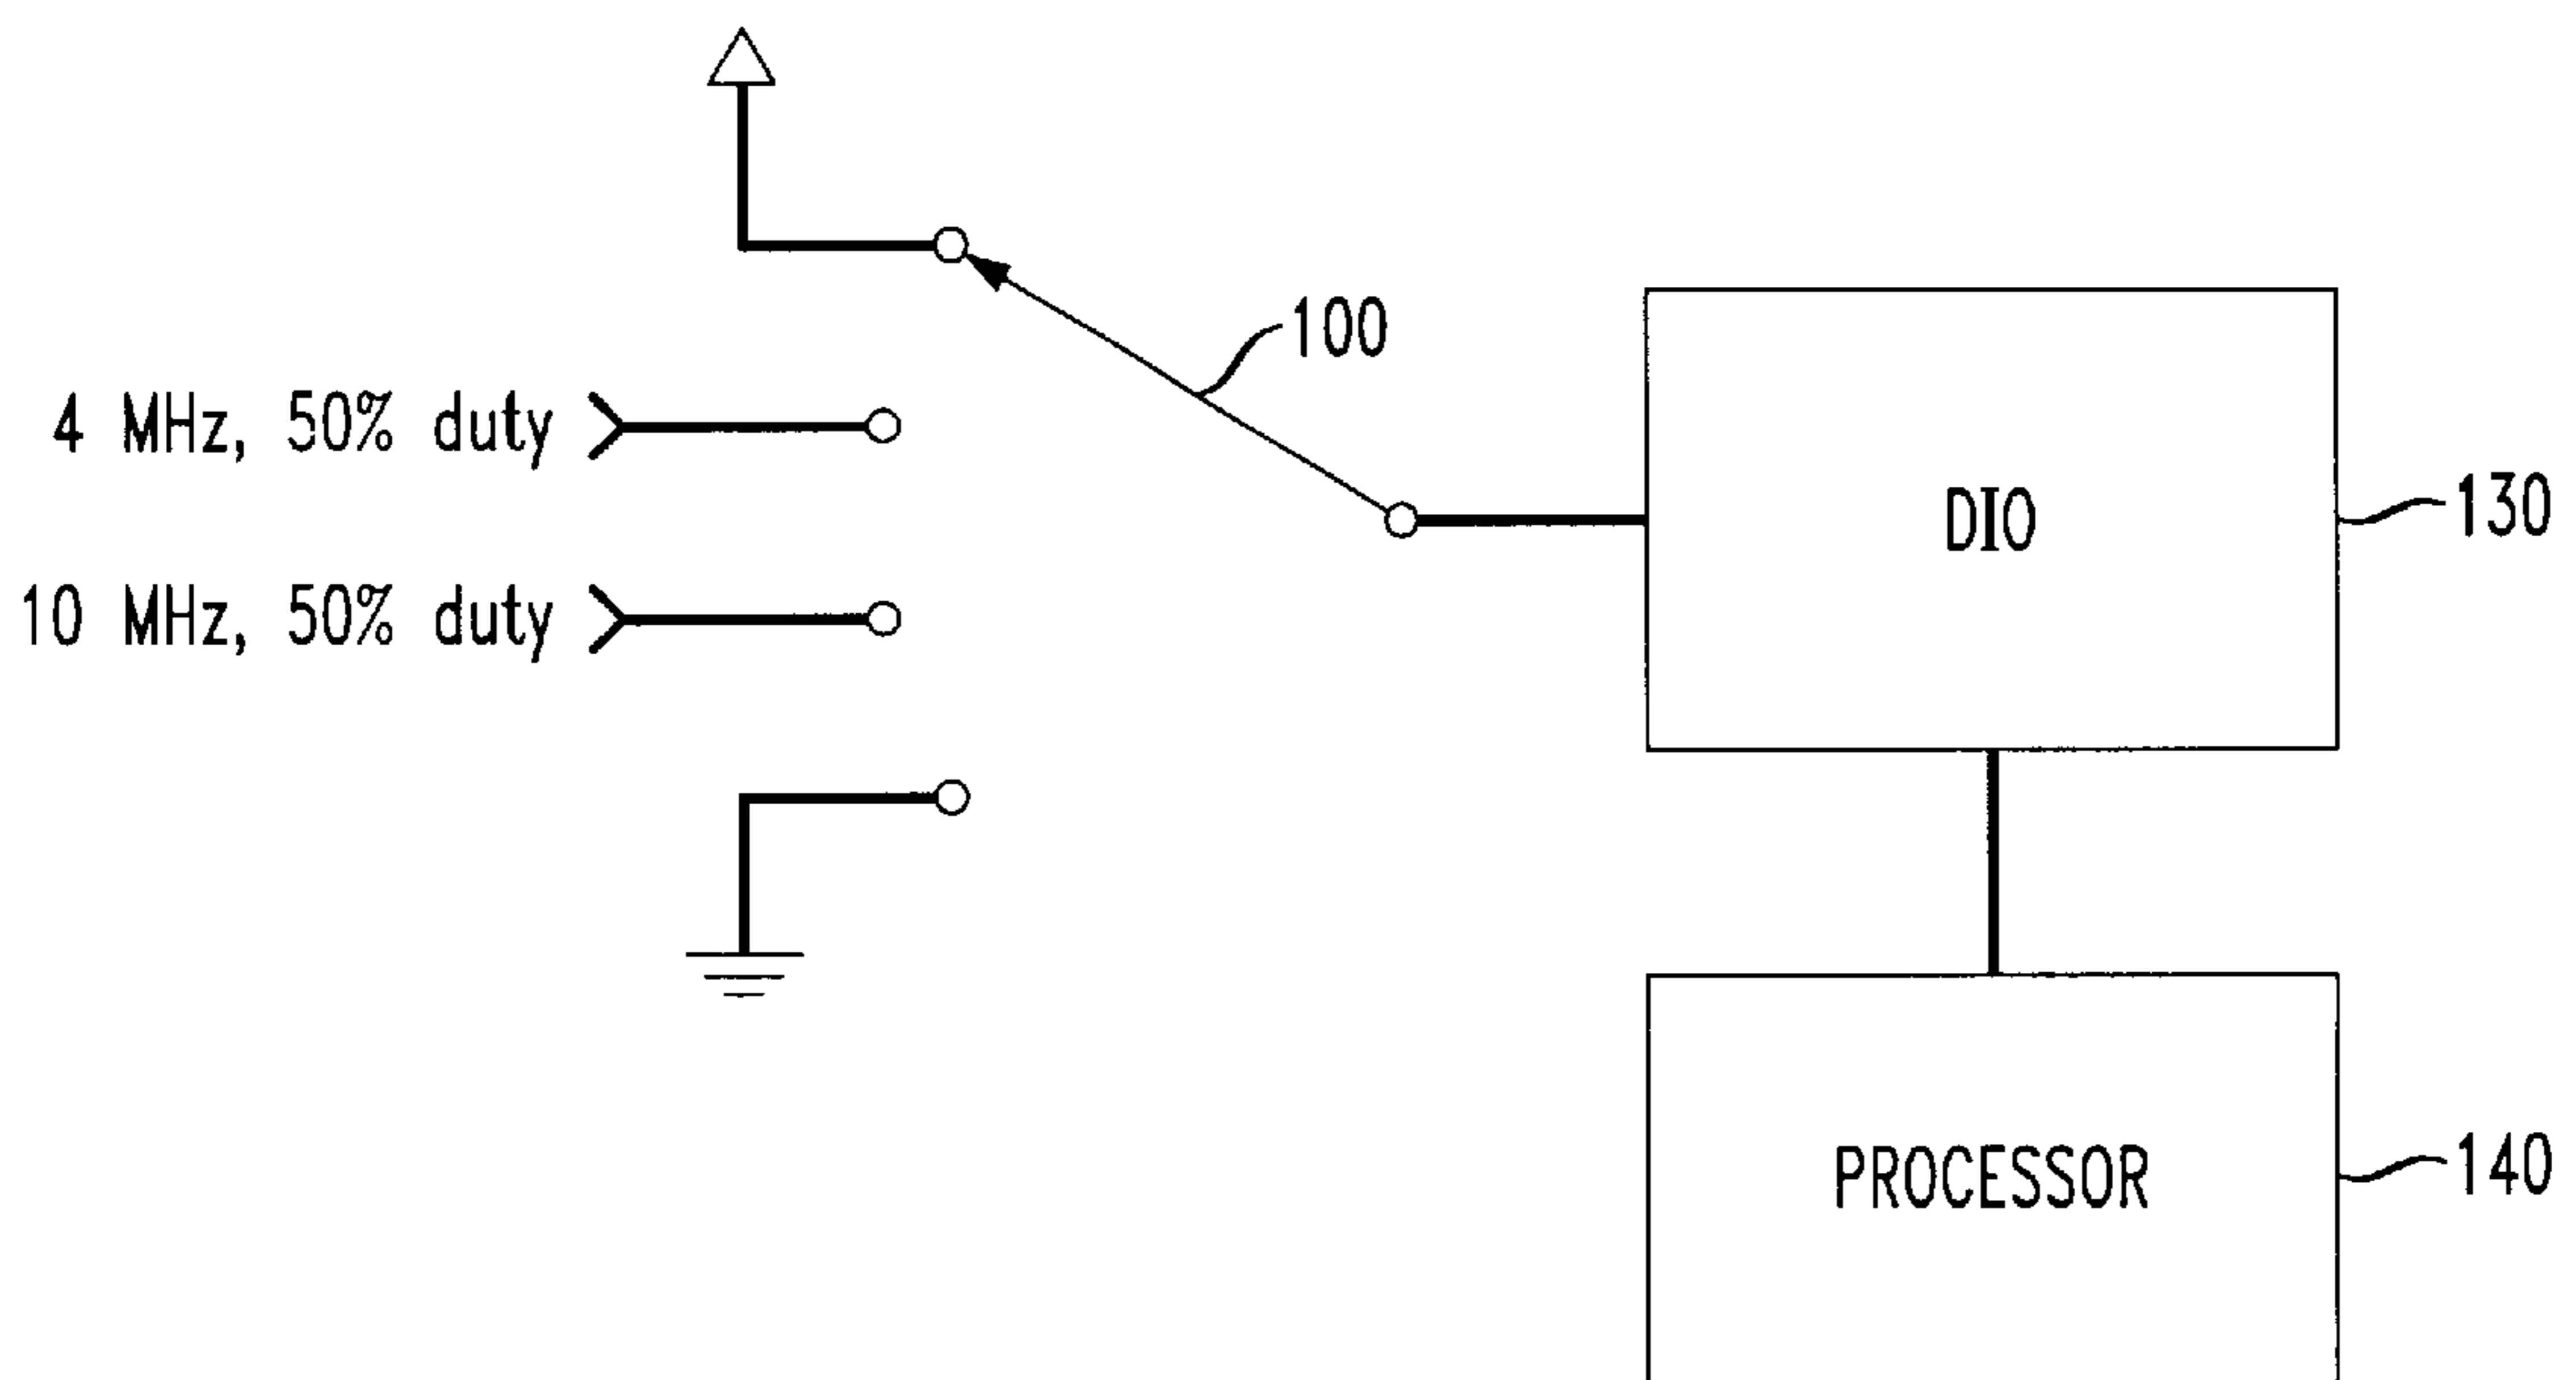 100
4 MHz, 50% duty
130
DIO
10 MHz, 50% duty
140
PROCESSOR